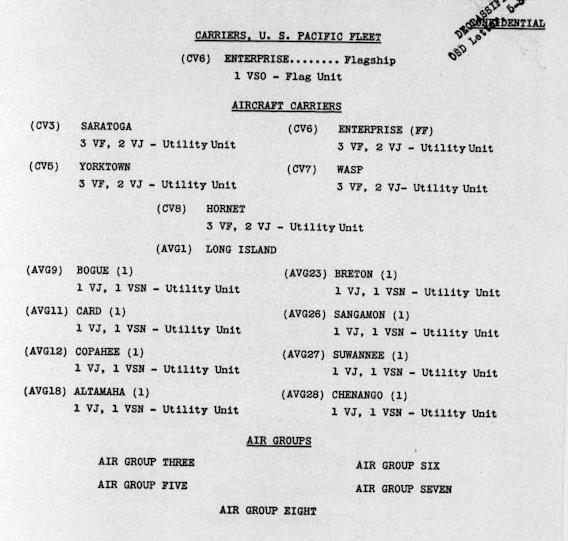 DECLASSIFI
OSD Letter 5-3
CONFIDENTIAL
CARRIERS, U. S. PACIFIC FLEET
(CV6) ENTERPRISE........ Flagship
1 VSO - Flag Unit
AIRCRAFT CARRIERS
(CV3) SARATOGA
3 VF, 2 VJ - Utility Unit
(CV6) ENTERPRISE (FF)
3 VF, 2 VJ - Utility Unit
(CV5) YORKTOWN
3 VF, 2 VJ - Utility Unit
(CV7) WASP
3 VF, 2 VJ- Utility Unit
(CV8) HORNET
3 VF, 2 VJ - Utility Unit
(AVG1) LONG ISLAND
(AVG9) BOGUE (1)
1 VJ, 1 VSN - Utility Unit
(AVG23) BRETON (1)
1 VJ, 1 VSN - Utility Unit
(AVG11) CARD (1)
1 VJ, 1 VSN - Utility Unit
(AVG26) SANGAMON (1)
1 VJ, 1 VSN - Utility Unit
(AVG12) COPAHEE (1)
1 VJ, 1 VSN - Utility Unit
(AVG27) SUWANNEE (1)
1 VJ, 1 VSN - Utility Unit
(AVG18) ALTAMAHA (1)
1 VJ, 1 VSN - Utility Unit
(AVG28) CHENANGO (1)
1 VJ, 1 VSN - Utility Unit
AIR GROUPS
AIR GROUP THREE
AIR GROUP SIX
AIR GROUP FIVE
AIR GROUP SEVEN
AIR GROUP EIGHT